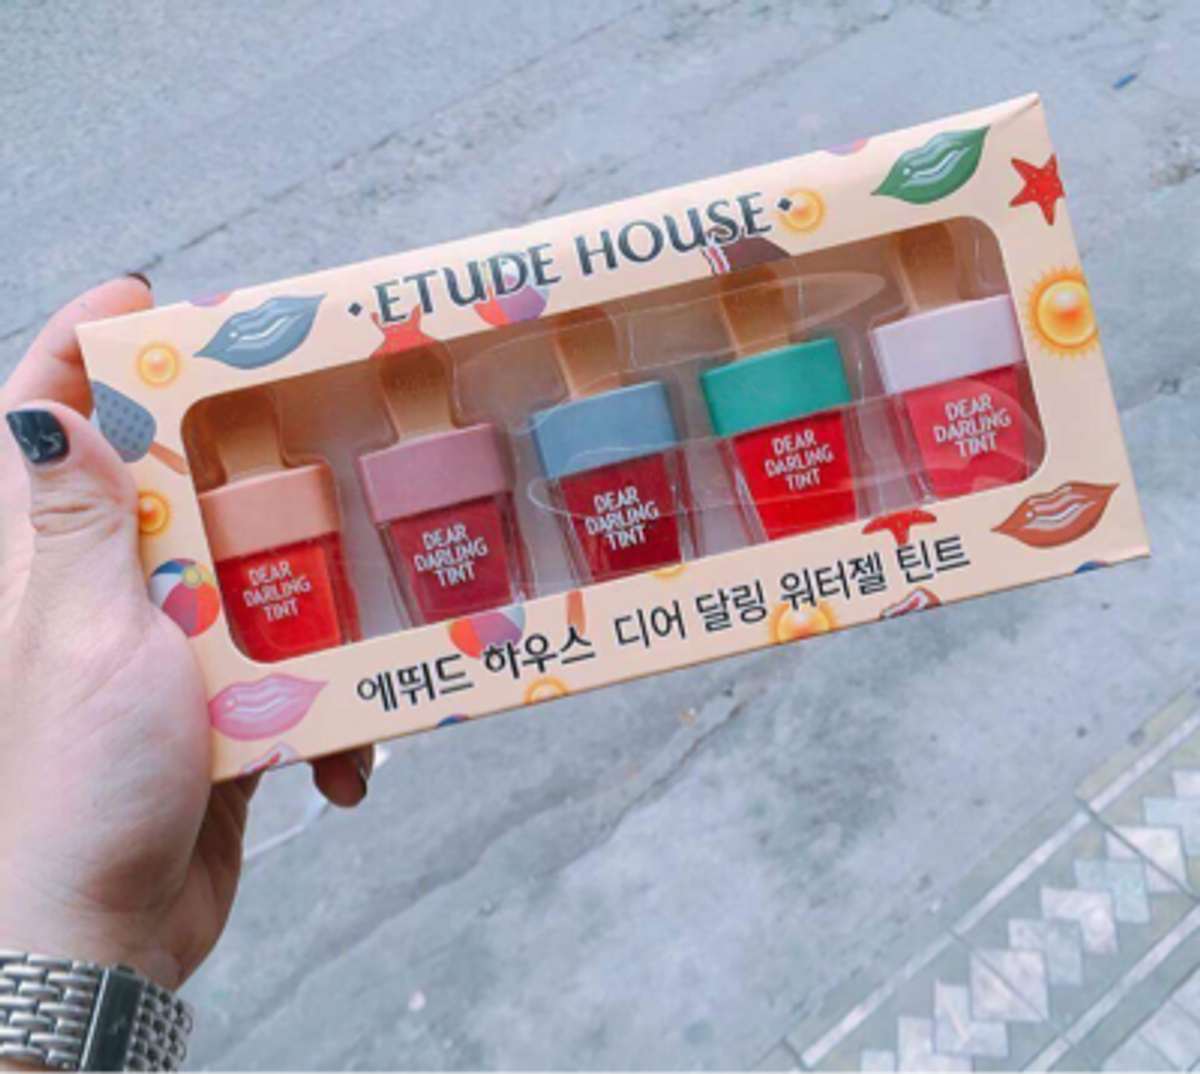 ETUDE HOUSE
DEAR
DARLING
TINT
DEAR
DARLING
TINT
DEAR
DARLING
TINT
DEAR
DARLING
TINT
DEAR
DARLING
TINT
에뛰드 하우스 디어 달링 워터젤 틴트